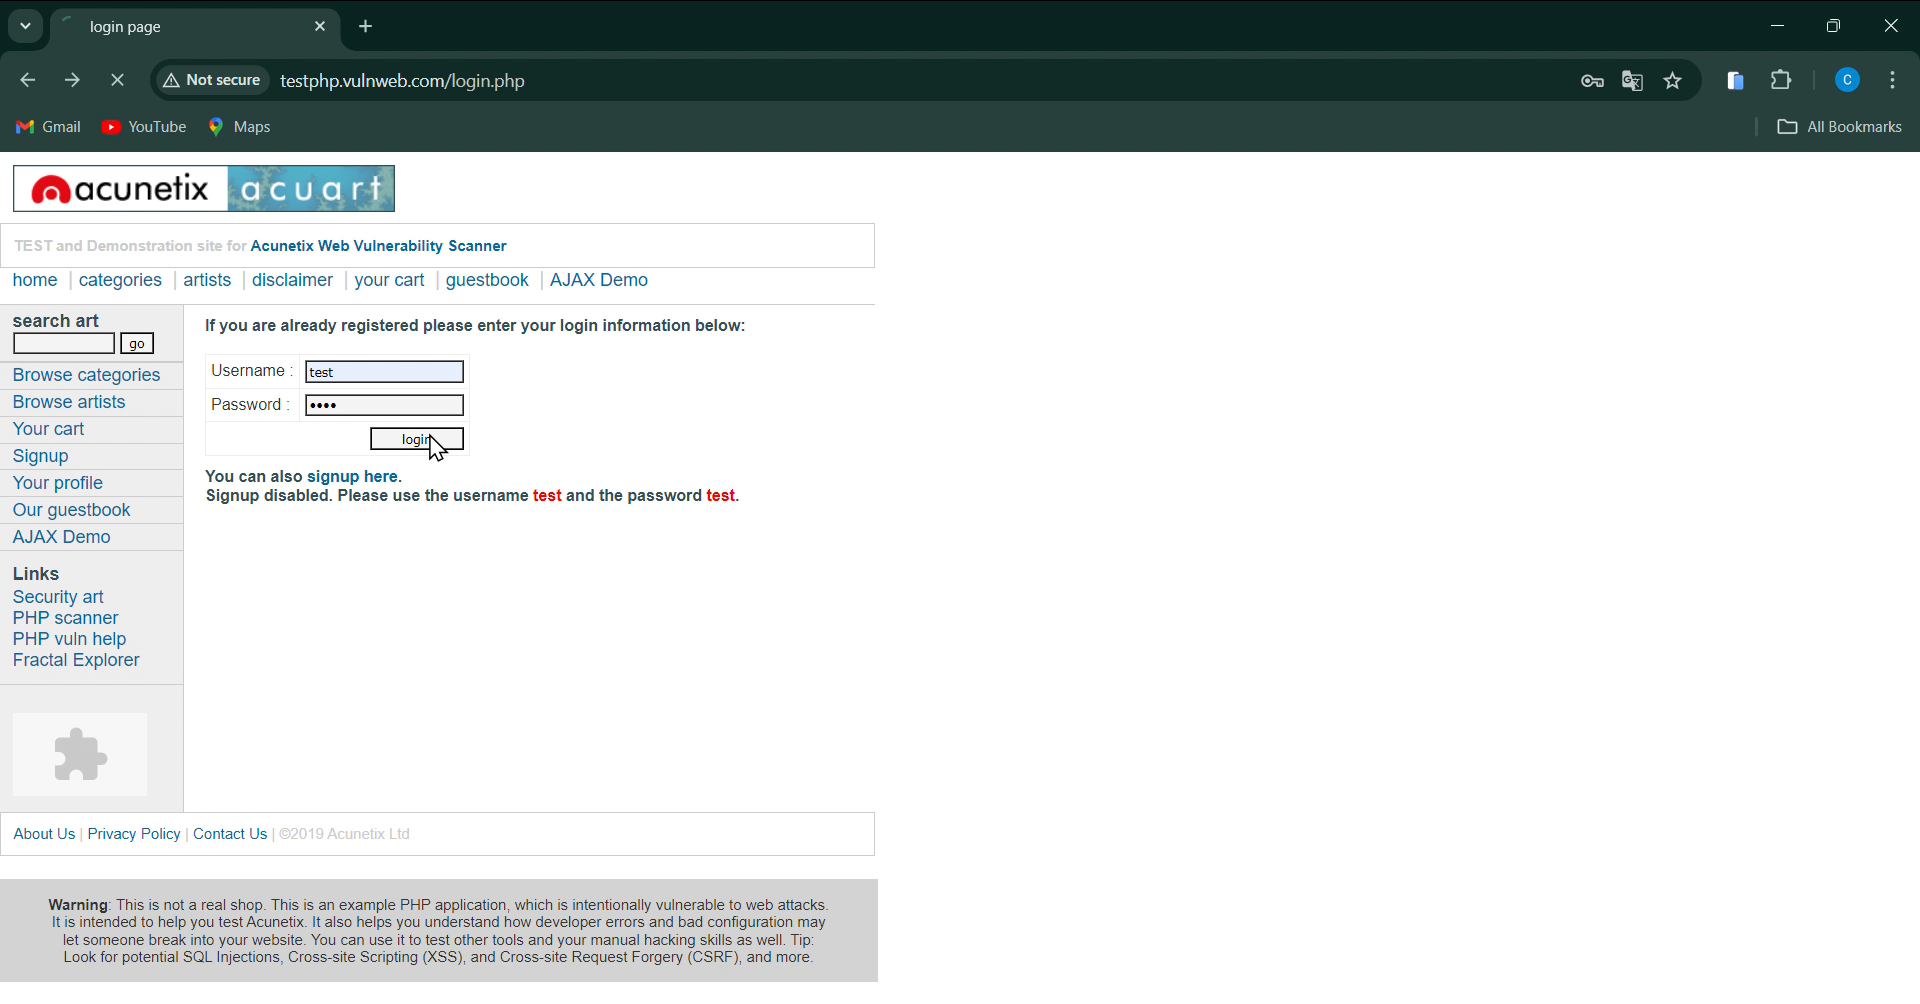 login page
Not secure testphp.vulnweb.com/login.php C
Gmail YouTube Maps All Bookmarks
acunetix acuart
TEST and Demonstration site for Acunetix Web Vulnerability Scanner
home | categories | artists | disclaimer | your cart | guestbook | AJAX Demo
search art
go
Browse categories
Browse artists
Your cart
Signup
Your profile
Our guestbook
AJAX Demo
Links
Security art
PHP scanner
PHP vuln help
Fractal Explorer
If you are already registered please enter your login information below:
Username : test
Password : ••••
login
You can also signup here.
Signup disabled. Please use the username test and the password test.
About Us | Privacy Policy | Contact Us | ©2019 Acunetix Ltd
Warning: This is not a real shop. This is an example PHP application, which is intentionally vulnerable to web attacks.
It is intended to help you test Acunetix. It also helps you understand how developer errors and bad configuration may
let someone break into your website. You can use it to test other tools and your manual hacking skills as well. Tip:
Look for potential SQL Injections, Cross-site Scripting (XSS), and Cross-site Request Forgery (CSRF), and more.